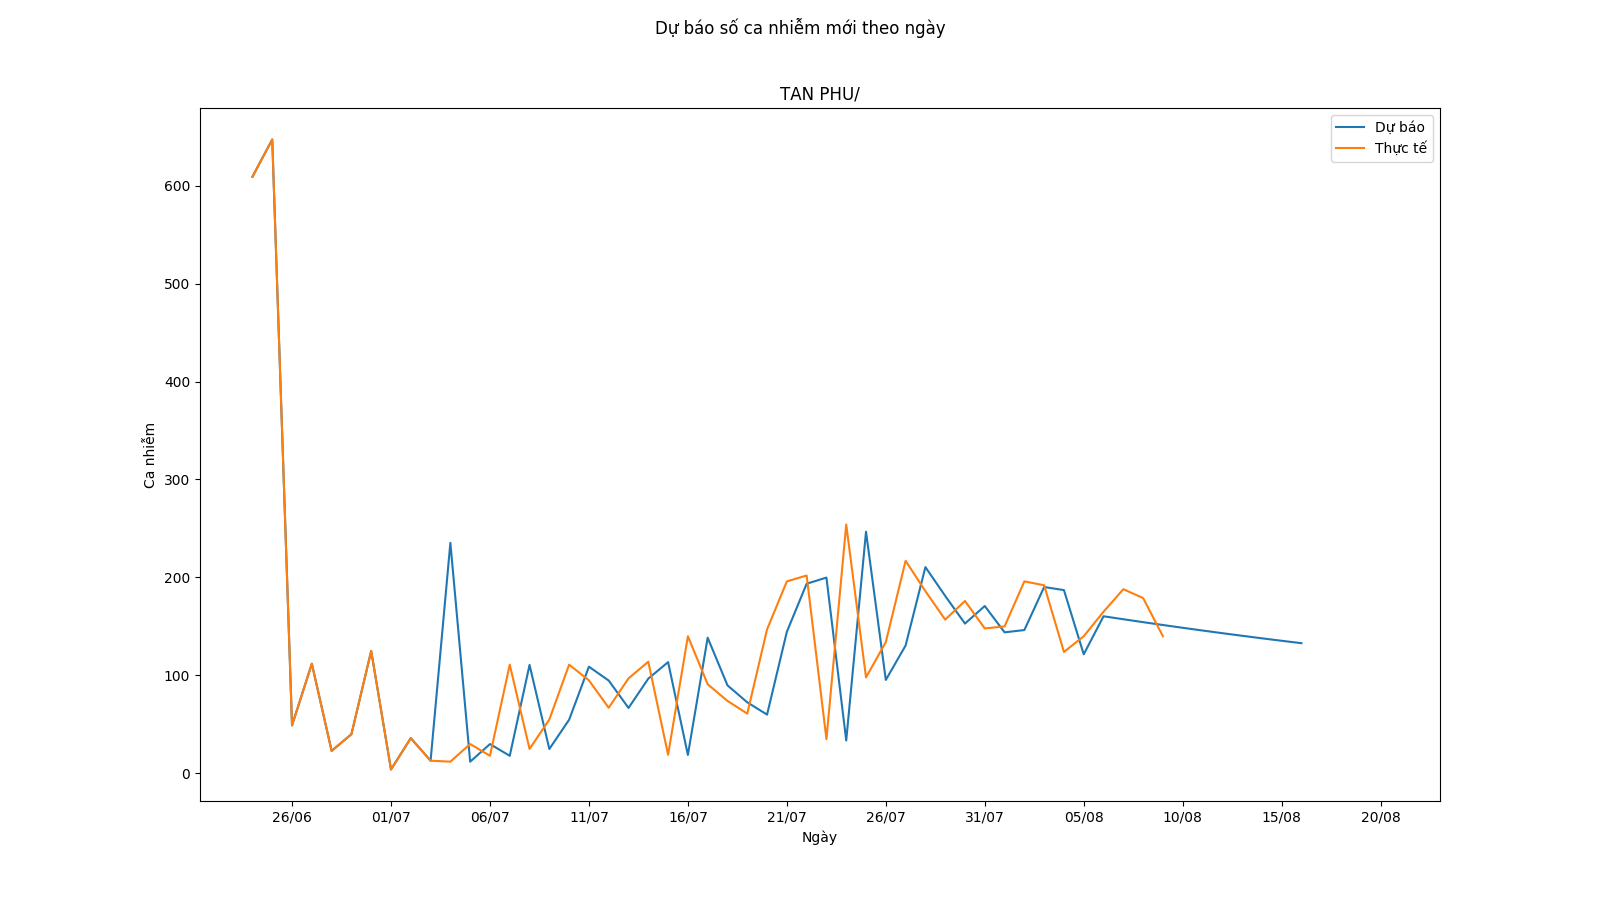 Dự báo số ca nhiễm mới theo ngày
TAN PHU/
Dự báo
Thực tế
600
500
400
300
200
100
0
Ca nhiễm
26/06 01/07 06/07 11/07 16/07 21/07 26/07 31/07 05/08 10/08 15/08 20/08
Ngày